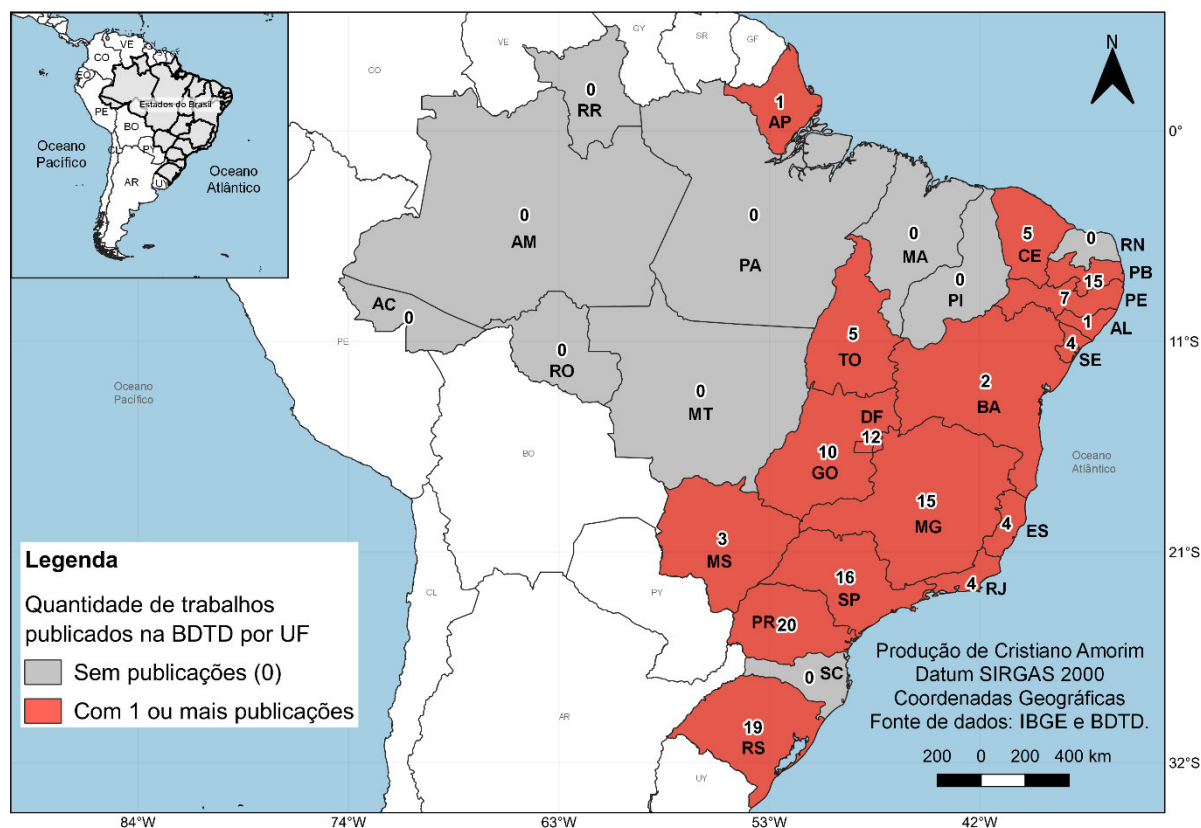 VE
CO
EQ
PE
BO
PY
AR
UY
Estados do Brasil
Oceano
Pacífico
Oceano
Atlântico
N
VE
GY
SR
GF
CO
0
RR
1
AP
0°
0
AM
0
PA
0
MA
0
PI
5
CE
0
RN
15
PB
7
PE
1
AL
4
SE
AC
0
PE
0
RO
0
MT
5
TO
2
BA
11°S
Oceano
Pacífico
DF
12
10
GO
BO
Oceano
Atlântico
15
MG
4
ES
3
MS
21°S
16
SP
4
RJ
CL
PY
PR
20
0
SC
19
RS
AR
UY
32°S
Legenda
Quantidade de trabalhos
publicados na BDTD por UF
Sem publicações (0)
Com 1 ou mais publicações
Produção de Cristiano Amorim
Datum SIRGAS 2000
Coordenadas Geográficas
Fonte de dados: IBGE e BDTD.
200 0 200 400 km
84°W 74°W 63°W 53°W 42°W